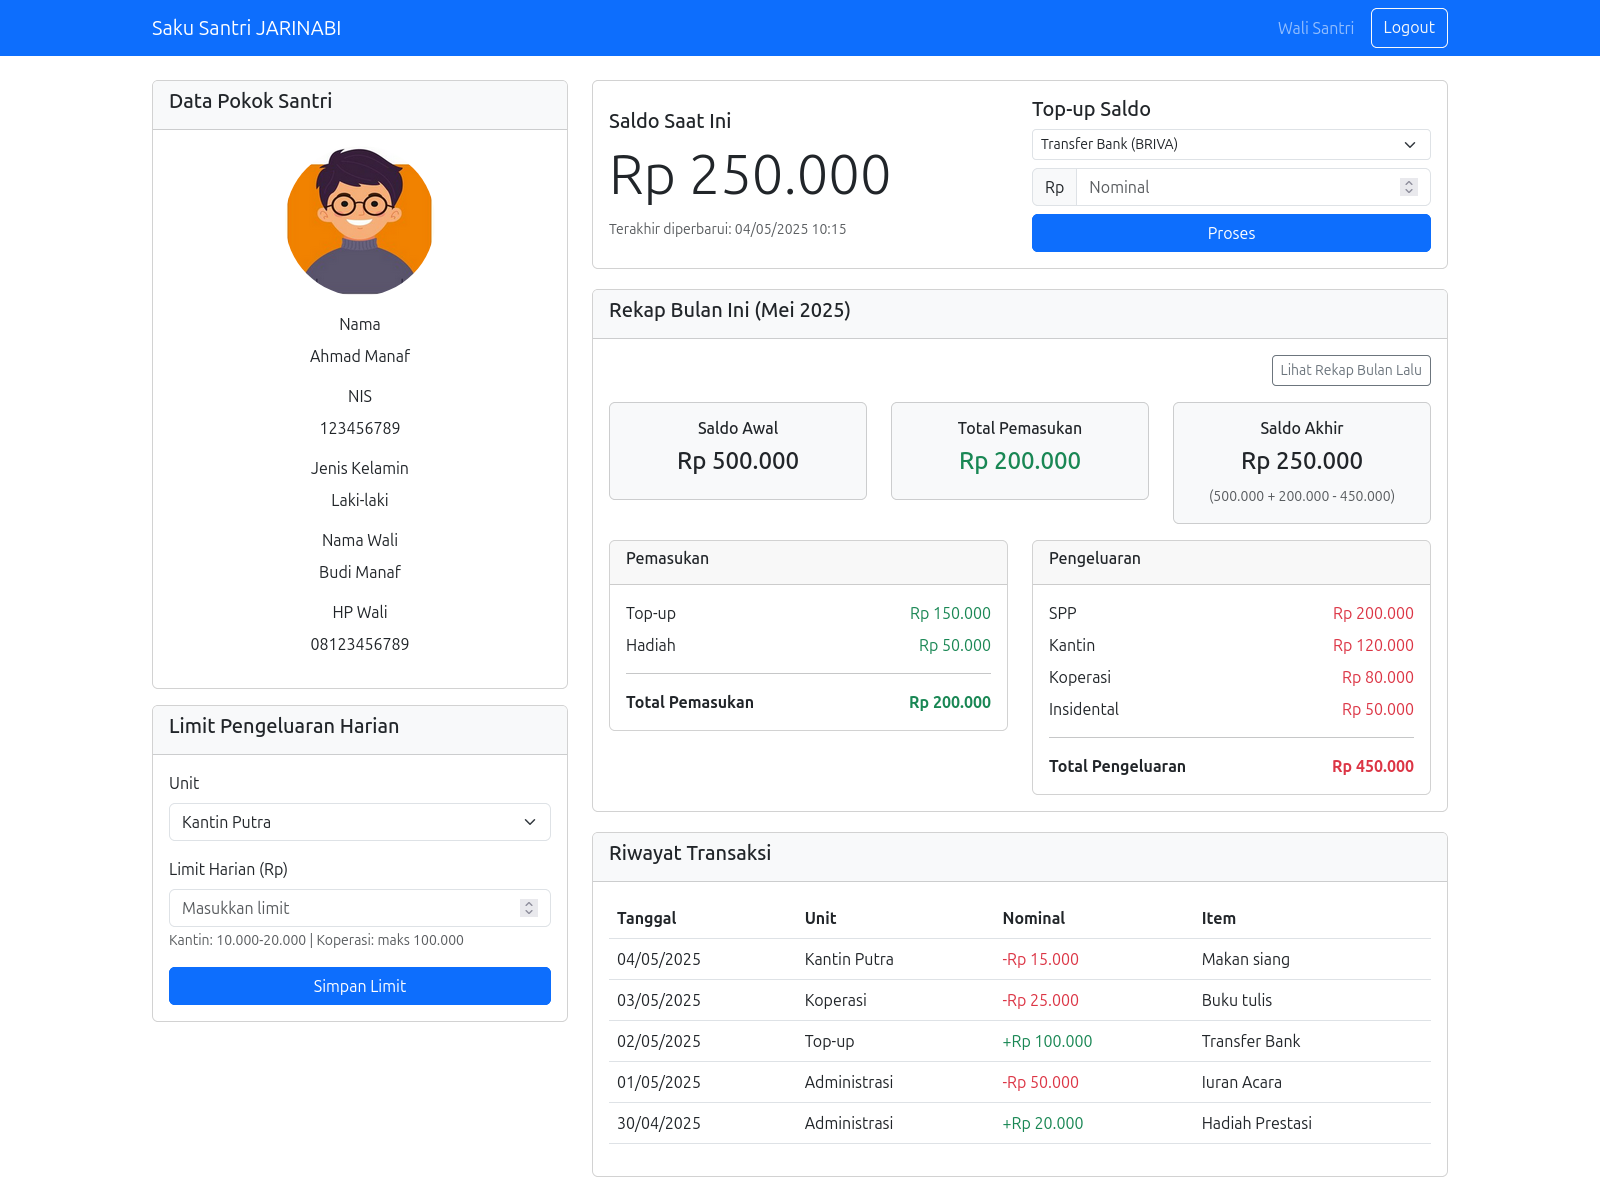 Saku Santri JARINABI
Wali Santri
Logout
Data Pokok Santri
Nama
Ahmad Manaf
NIS
123456789
Jenis Kelamin
Laki-laki
Nama Wali
Budi Manaf
HP Wali
08123456789
Limit Pengeluaran Harian
Unit
Kantin Putra
Limit Harian (Rp)
Masukkan limit
Kantin: 10.000-20.000 | Koperasi: maks 100.000
Simpan Limit
Saldo Saat Ini
Rp 250.000
Terakhir diperbarui: 04/05/2025 10:15
Top-up Saldo
Transfer Bank (BRIVA)
Rp Nominal
Proses
Rekap Bulan Ini (Mei 2025)
Lihat Rekap Bulan Lalu
Saldo Awal
Rp 500.000
Total Pemasukan
Rp 200.000
Saldo Akhir
Rp 250.000
(500.000 + 200.000 - 450.000)
Pemasukan
Top-up Rp 150.000
Hadiah Rp 50.000
Total Pemasukan Rp 200.000
Pengeluaran
SPP Rp 200.000
Kantin Rp 120.000
Koperasi Rp 80.000
Insidental Rp 50.000
Total Pengeluaran Rp 450.000
Riwayat Transaksi
Tanggal Unit Nominal Item
04/05/2025 Kantin Putra -Rp 15.000 Makan siang
03/05/2025 Koperasi -Rp 25.000 Buku tulis
02/05/2025 Top-up +Rp 100.000 Transfer Bank
01/05/2025 Administrasi -Rp 50.000 Iuran Acara
30/04/2025 Administrasi +Rp 20.000 Hadiah Prestasi